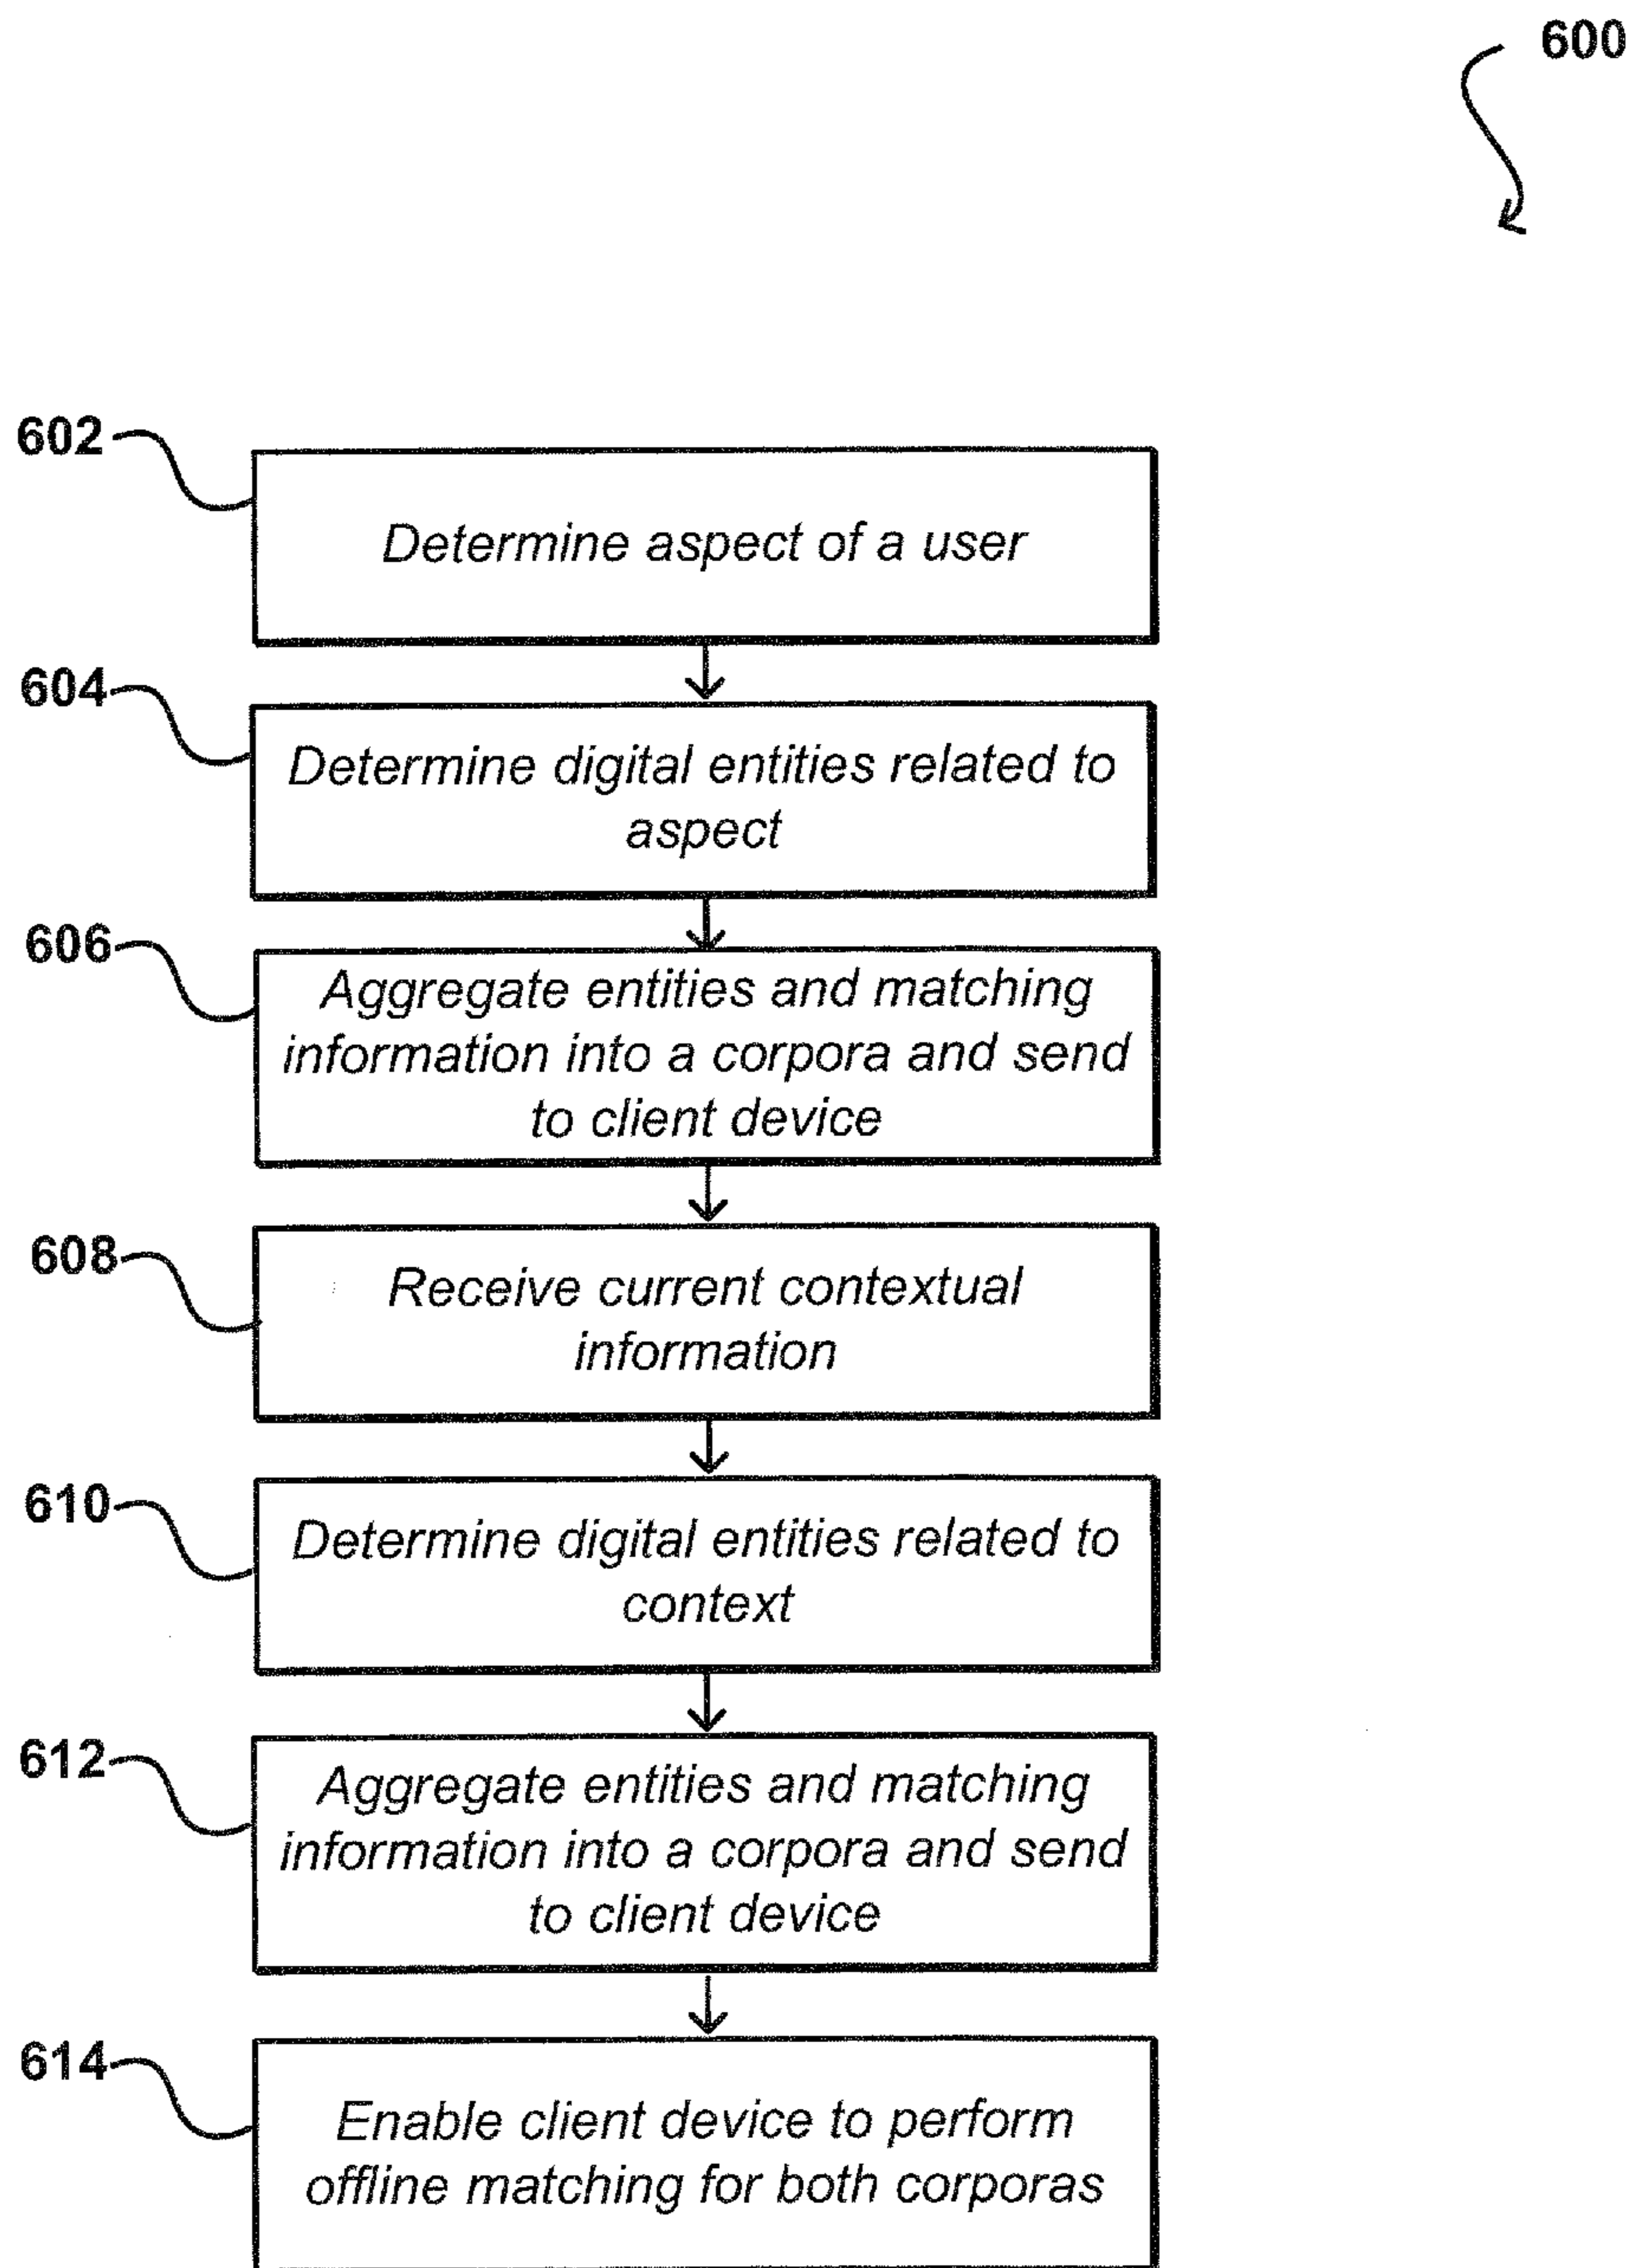 600
602
Determine aspect of a user
604
Determine digital entities related to
aspect
606
Aggregate entities and matching
information into a corpora and send
to client device
608
Receive current contextual
information
610
Determine digital entities related to
context
612
Aggregate entities and matching
information into a corpora and send
to client device
614
Enable client device to perform
offline matching for both corporas